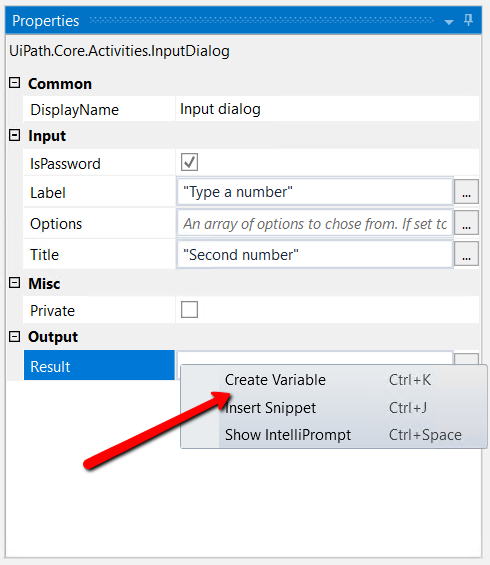 Properties
UiPath.Core.Activities.InputDialog
Common
DisplayName Input dialog
Input
IsPassword
Label "Type a number" ...
Options An array of options to chose from. If set to ...
Title "Second number" ...
Misc
Private
Output
Result
Create Variable Ctrl+K
Insert Snippet Ctrl+J
Show IntelliPrompt Ctrl+Space